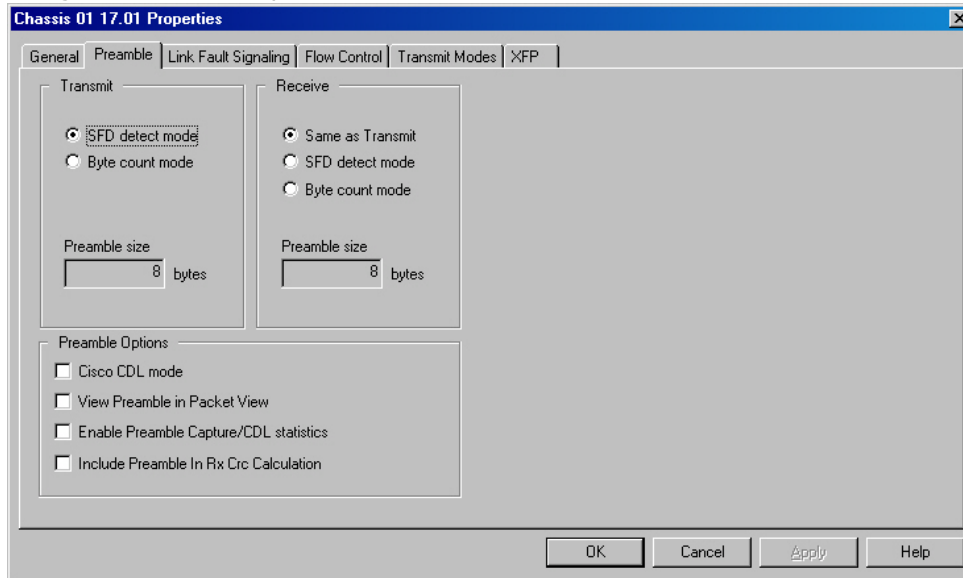 Chassis 01 17.01 Properties
General Preamble Link Fault Signaling Flow Control Transmit Modes XFP
Transmit
SFD detect mode
Byte count mode
Preamble size
8 bytes
Receive
Same as Transmit
SFD detect mode
Byte count mode
Preamble size
8 bytes
Preamble Options
Cisco CDL mode
View Preamble in Packet View
Enable Preamble Capture/CDL statistics
Include Preamble In Rx Crc Calculation
OK Cancel Apply Help